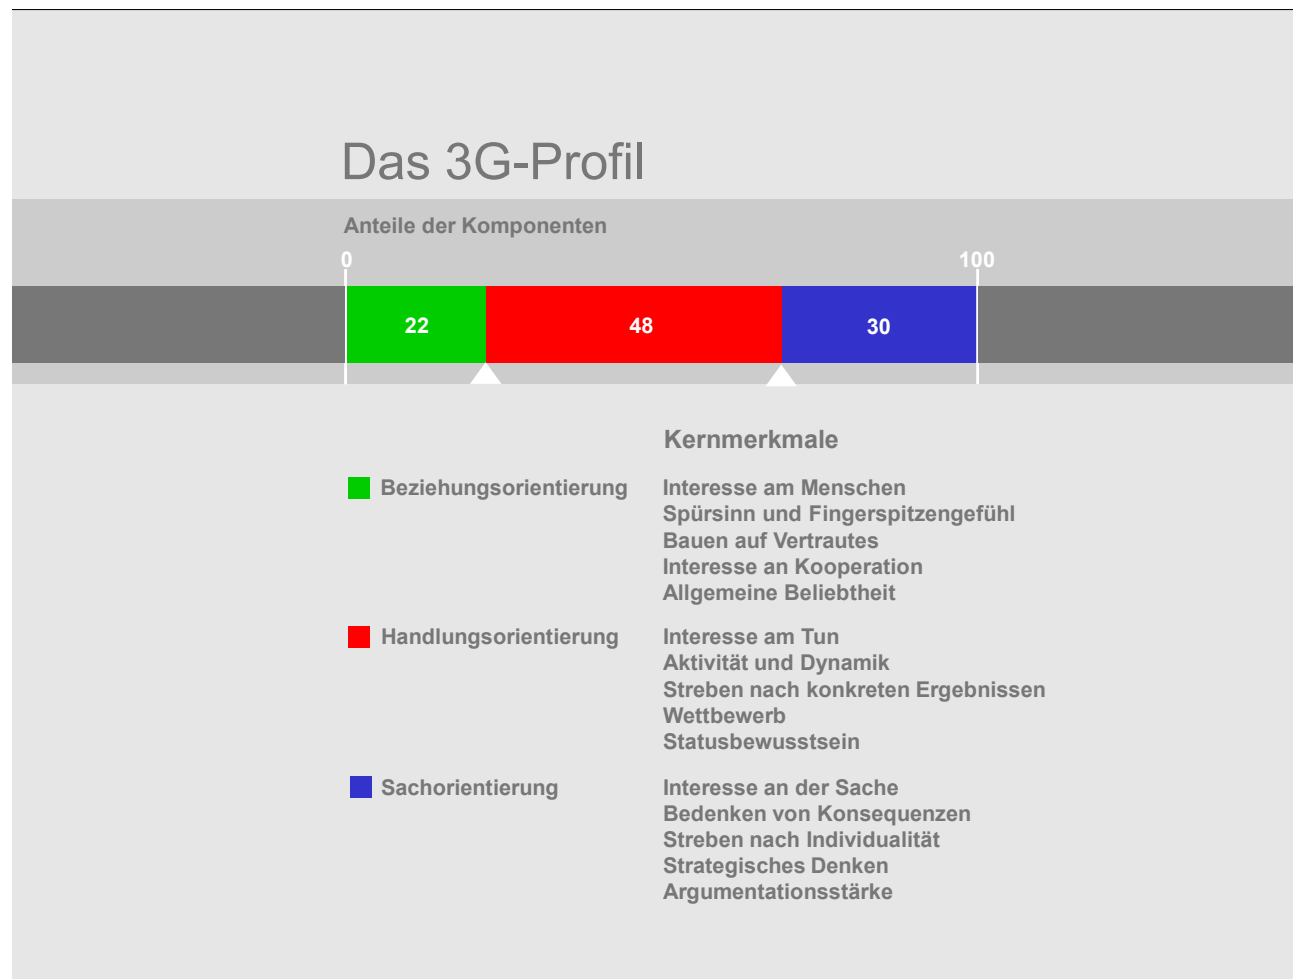 Das 3G-Profil
Anteile der Komponenten
0 100
22 48 30
Kernmerkmale
Beziehungsorientierung Interesse am Menschen
Spürsinn und Fingerspitzengefühl
Bauen auf Vertrautes
Interesse an Kooperation
Allgemeine Beliebtheit
Handlungsorientierung Interesse am Tun
Aktivität und Dynamik
Streben nach konkreten Ergebnissen
Wettbewerb
Statusbewusstsein
Sachorientierung Interesse an der Sache
Bedenken von Konsequenzen
Streben nach Individualität
Strategisches Denken
Argumentationsstärke